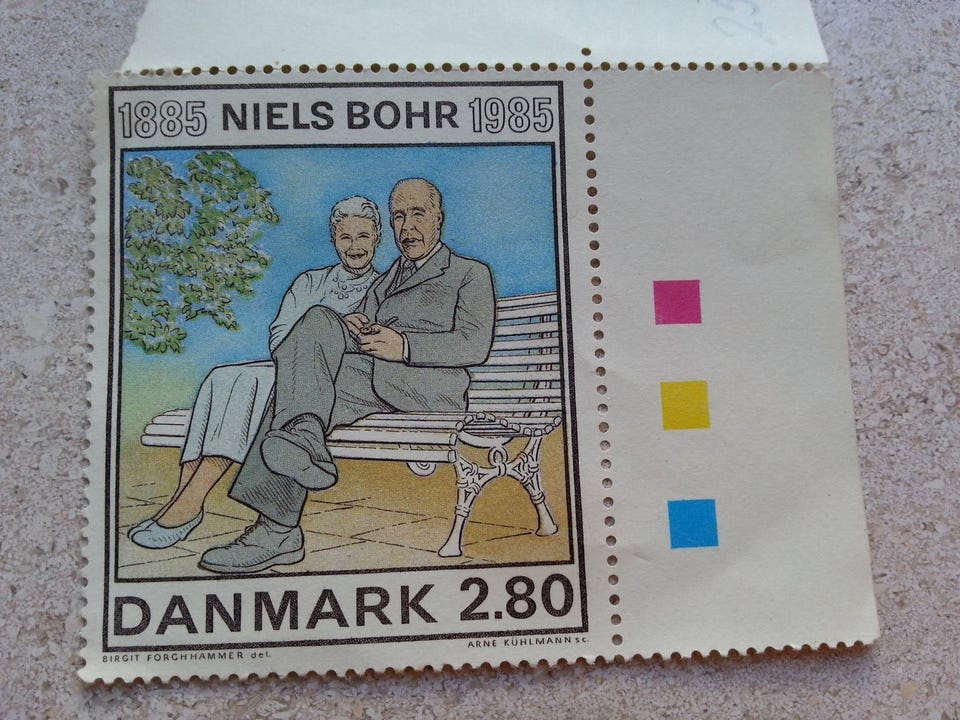 1885 NIELS BOHR 1985
DANMARK 2.80
BIRGIT FORCHHAMMER del.
ARNE KÜHLMANN sc.